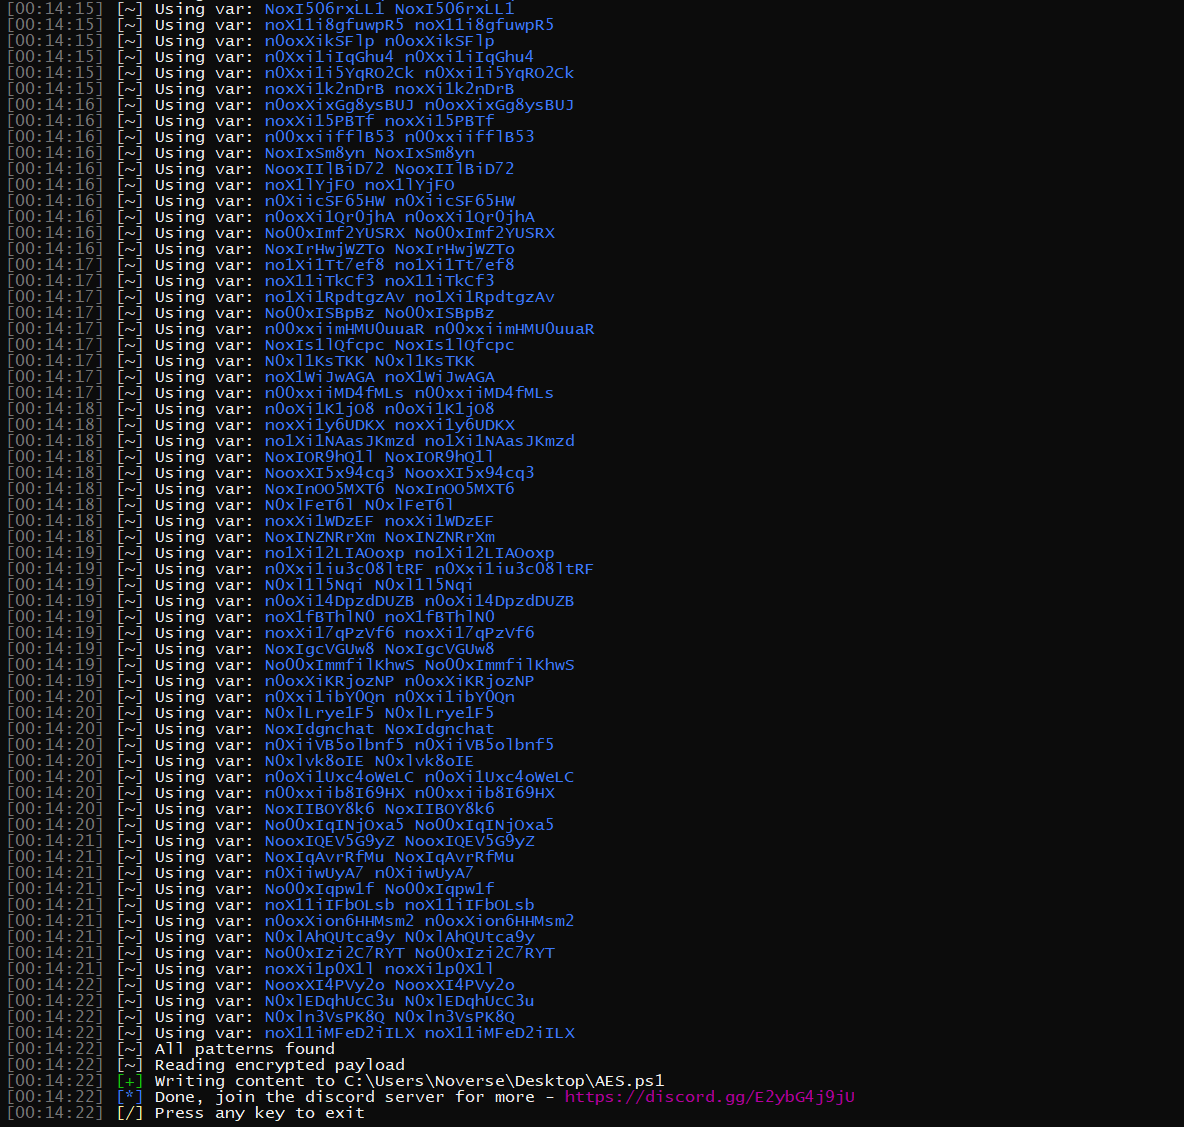 [00:14:15] [~] Using var: NoxI506rxLL1 NoxI506rxLL1
[00:14:15] [~] Using var: noX11i8gfuwpR5 noX11i8gfuwpR5
[00:14:15] [~] Using var: n0oxXikSFlp n0oxXikSFlp
[00:14:15] [~] Using var: n0Xxi1iIqGhu4 n0Xxi1iIqGhu4
[00:14:15] [~] Using var: n0Xxi1i5YqRO2Ck n0Xxi1i5YqRO2Ck
[00:14:15] [~] Using var: noxXi1k2nDrB noxXi1k2nDrB
[00:14:16] [~] Using var: n0oxXixGg8ysBUJ n0oxXixGg8ysBUJ
[00:14:16] [~] Using var: noxXi15PBTf noxXi15PBTf
[00:14:16] [~] Using var: n00xxiifflB53 n00xxiifflB53
[00:14:16] [~] Using var: NoxIxSm8yn NoxIxSm8yn
[00:14:16] [~] Using var: NooxIIlBiD72 NooxIIlBiD72
[00:14:16] [~] Using var: noX1lYjFO noX1lYjFO
[00:14:16] [~] Using var: n0XiicSF65HW n0XiicSF65HW
[00:14:16] [~] Using var: n0oxXi1Qr0jhA n0oxXi1Qr0jhA
[00:14:16] [~] Using var: No00xImf2YUSRX No00xImf2YUSRX
[00:14:16] [~] Using var: NoxIrHwjWZTo NoxIrHwjWZTo
[00:14:17] [~] Using var: no1Xi1Tt7ef8 no1Xi1Tt7ef8
[00:14:17] [~] Using var: noX11iTkCf3 noX11iTkCf3
[00:14:17] [~] Using var: no1Xi1RpdtgzAv no1Xi1RpdtgzAv
[00:14:17] [~] Using var: No00xISBpBz No00xISBpBz
[00:14:17] [~] Using var: n00xxiimHMU0uuaR n00xxiimHMU0uuaR
[00:14:17] [~] Using var: NoxIs1lQfcpc NoxIs1lQfcpc
[00:14:17] [~] Using var: N0xl1KsTKK N0xl1KsTKK
[00:14:17] [~] Using var: noX1WiJwAGA noX1WiJwAGA
[00:14:17] [~] Using var: n00xxiiMD4fMLs n00xxiiMD4fMLs
[00:14:18] [~] Using var: n0oXi1K1jO8 n0oXi1K1jO8
[00:14:18] [~] Using var: noxXi1y6UDKX noxXi1y6UDKX
[00:14:18] [~] Using var: no1Xi1NAasJKmzd no1Xi1NAasJKmzd
[00:14:18] [~] Using var: NoxIOR9hQ1l NoxIOR9hQ1l
[00:14:18] [~] Using var: NooxXI5x94cq3 NooxXI5x94cq3
[00:14:18] [~] Using var: NoxInOO5MXT6 NoxInOO5MXT6
[00:14:18] [~] Using var: N0xlFeT6l N0xlFeT6l
[00:14:18] [~] Using var: noxXi1WDzEF noxXi1WDzEF
[00:14:18] [~] Using var: NoxINZNRrXm NoxINZNRrXm
[00:14:19] [~] Using var: no1Xi12LIAOoxp no1Xi12LIAOoxp
[00:14:19] [~] Using var: n0Xxi1iu3c08ltRF n0Xxi1iu3c08ltRF
[00:14:19] [~] Using var: N0xl1l5Nqi N0xl1l5Nqi
[00:14:19] [~] Using var: n0oXi14DpzdDUZB n0oXi14DpzdDUZB
[00:14:19] [~] Using var: noX1fBThlN0 noX1fBThlN0
[00:14:19] [~] Using var: noxXi17qPzVf6 noxXi17qPzVf6
[00:14:19] [~] Using var: NoxIgcVGUw8 NoxIgcVGUw8
[00:14:19] [~] Using var: No00xImmfilKhwS No00xImmfilKhwS
[00:14:19] [~] Using var: n0oxXiKRjozNP n0oxXiKRjozNP
[00:14:20] [~] Using var: n0Xxi1ibY0Qn n0Xxi1ibY0Qn
[00:14:20] [~] Using var: N0xlLrye1F5 N0xlLrye1F5
[00:14:20] [~] Using var: NoxIdgnchat NoxIdgnchat
[00:14:20] [~] Using var: n0XiiVB5olbnf5 n0XiiVB5olbnf5
[00:14:20] [~] Using var: N0xlvk8oIE N0xlvk8oIE
[00:14:20] [~] Using var: n0oXi1Uxc4oWeLC n0oXi1Uxc4oWeLC
[00:14:20] [~] Using var: n00xxiib8I69HX n00xxiib8I69HX
[00:14:20] [~] Using var: NoxIIBOY8k6 NoxIIBOY8k6
[00:14:20] [~] Using var: No00xIqINjOxa5 No00xIqINjOxa5
[00:14:21] [~] Using var: NooxIQEV5G9yZ NooxIQEV5G9yZ
[00:14:21] [~] Using var: NoxIqAvrRfMu NoxIqAvrRfMu
[00:14:21] [~] Using var: n0XiiwUyA7 n0XiiwUyA7
[00:14:21] [~] Using var: No00xIqpw1f No00xIqpw1f
[00:14:21] [~] Using var: noX11iIFbOLsb noX11iIFbOLsb
[00:14:21] [~] Using var: n0oxXion6HHMsm2 n0oxXion6HHMsm2
[00:14:21] [~] Using var: N0xlAhQUtca9y N0xlAhQUtca9y
[00:14:21] [~] Using var: No00xIzi2C7RYT No00xIzi2C7RYT
[00:14:21] [~] Using var: noxXi1p0X1l noxXi1p0X1l
[00:14:22] [~] Using var: NooxXI4PVy2o NooxXI4PVy2o
[00:14:22] [~] Using var: N0xlEDqhUcC3u N0xlEDqhUcC3u
[00:14:22] [~] Using var: N0xln3VsPK8Q N0xln3VsPK8Q
[00:14:22] [~] Using var: noX11iMFeD2iILX noX11iMFeD2iILX
[00:14:22] [~] All patterns found
[00:14:22] [~] Reading encrypted payload
[00:14:22] [+] Writing content to C:\Users\Noverse\Desktop\AES.ps1
[00:14:22] [*] Done, join the discord server for more - https://discord.gg/E2ybG4j9jU
[00:14:22] [/] Press any key to exit